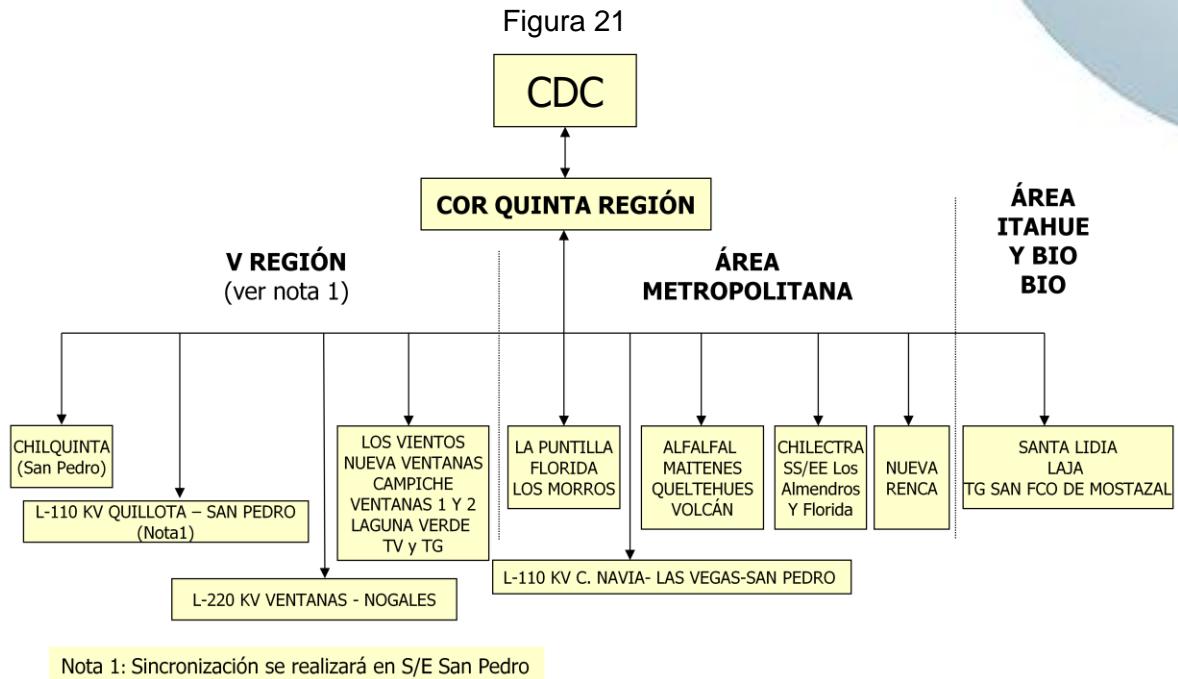 Figura 21
CDC
COR QUINTA REGIÓN
V REGIÓN
(ver nota 1)
ÁREA
METROPOLITANA
ÁREA
ITAHUE
Y BIO
BIO
CHILQUINTA
(San Pedro)
L-110 KV QUILLOTA – SAN PEDRO
(Nota1)
L-220 KV VENTANAS - NOGALES
LOS VIENTOS
NUEVA VENTANAS
CAMPICHE
VENTANAS 1 Y 2
LAGUNA VERDE
TV y TG
LA PUNTILLA
FLORIDA
LOS MORROS
L-110 KV C. NAVIA- LAS VEGAS-SAN PEDRO
ALFALFAL
MAITENES
QUELTEHUES
VOLCÁN
CHILECTRA
SS/EE Los
Almendros
Y Florida
NUEVA
RENCA
SANTA LIDIA
LAJA
TG SAN FCO DE MOSTAZAL
Nota 1: Sincronización se realizará en S/E San Pedro